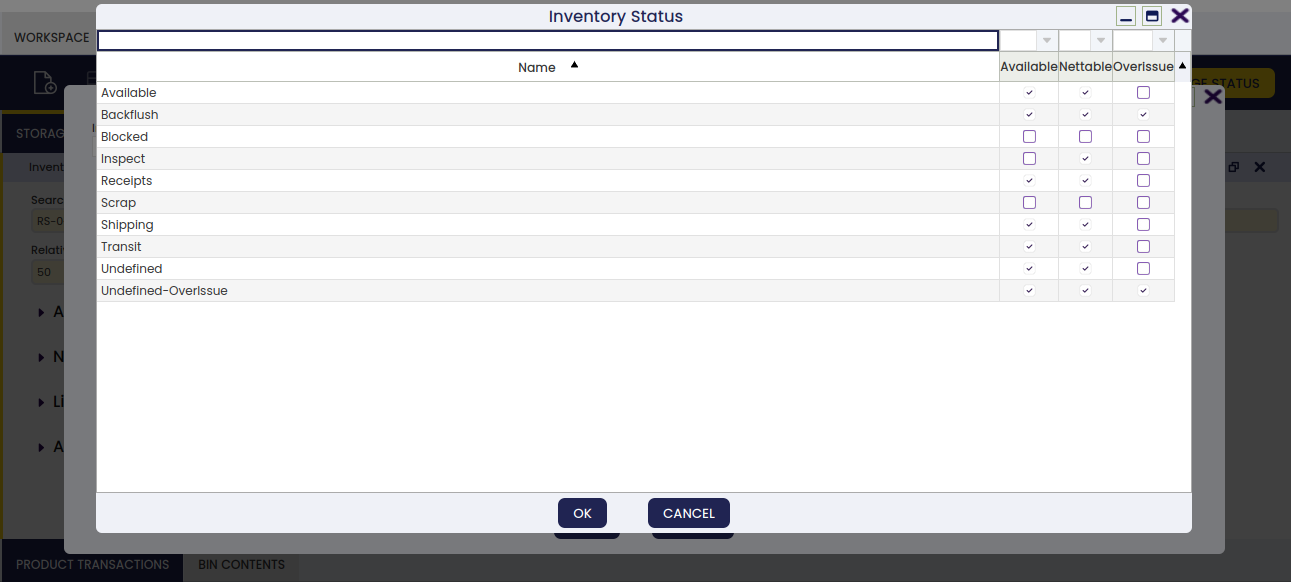 Inventory Status
WORKSPACE
Name Available Nettable OverIssue
GE STATUS
Available
Backflush
Blocked
STORAG
Inspect
Invent
Receipts
Searc
Scrap
RS-0
Shipping
Relativ
Transit
50
Undefined
Undefined-OverIssue
A
N
Li
A
OK CANCEL
PRODUCT TRANSACTIONS BIN CONTENTS